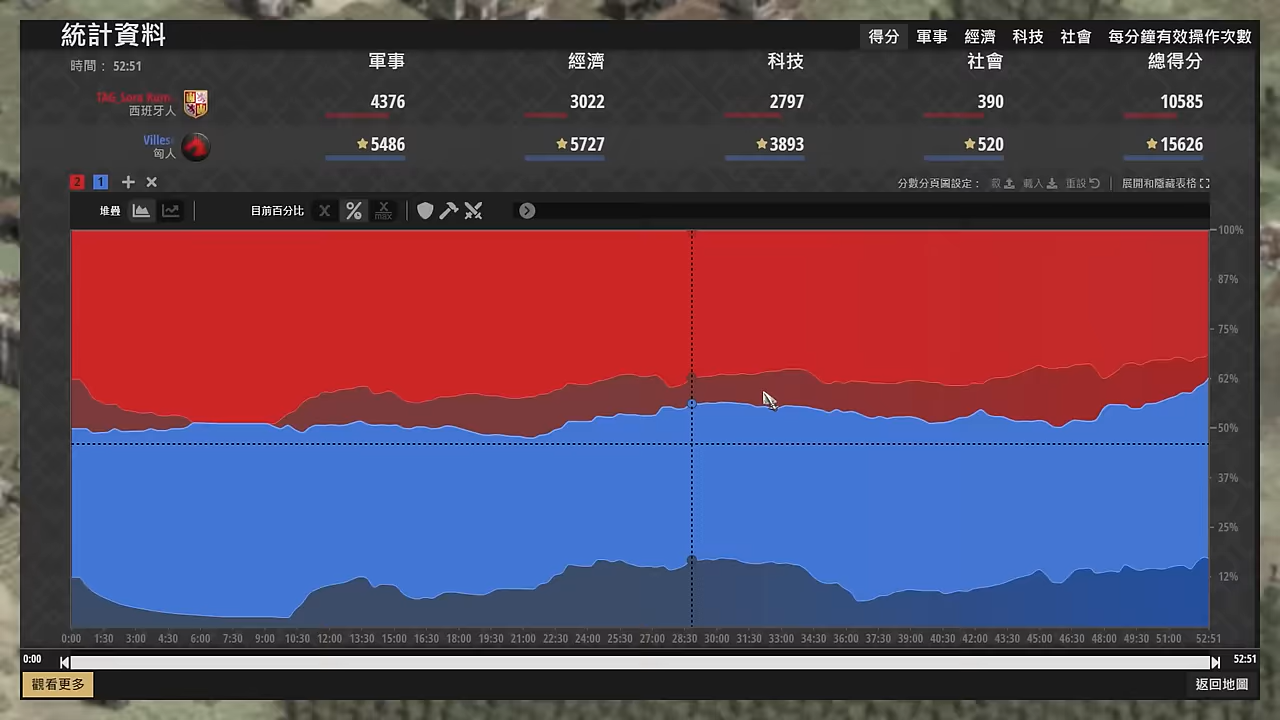 統計資料
得分 軍事 經濟 科技 社會 每分鐘有效操作次數
時間： 52:51
軍事 經濟 科技 社會 總得分
西班牙人 4376 3022 2797 390 10585
Villes
匈人 5486 5727 3893 520 15626
2 1 分數分頁圖設定： 載入 重設 展開和隱藏表格
堆疊 目前百分比 X % X max
100%
87%
75%
62%
50%
37%
25%
12%
0:00 1:30 3:00 4:30 6:00 7:30 9:00 10:30 12:00 13:30 15:00 16:30 18:00 19:30 21:00 22:30 24:00 25:30 27:00 28:30 30:00 31:30 33:00 34:30 36:00 37:30 39:00 40:30 42:00 43:30 45:00 46:30 48:00 49:30 51:00 52:51
0:00 52:51
觀看更多 返回地圖